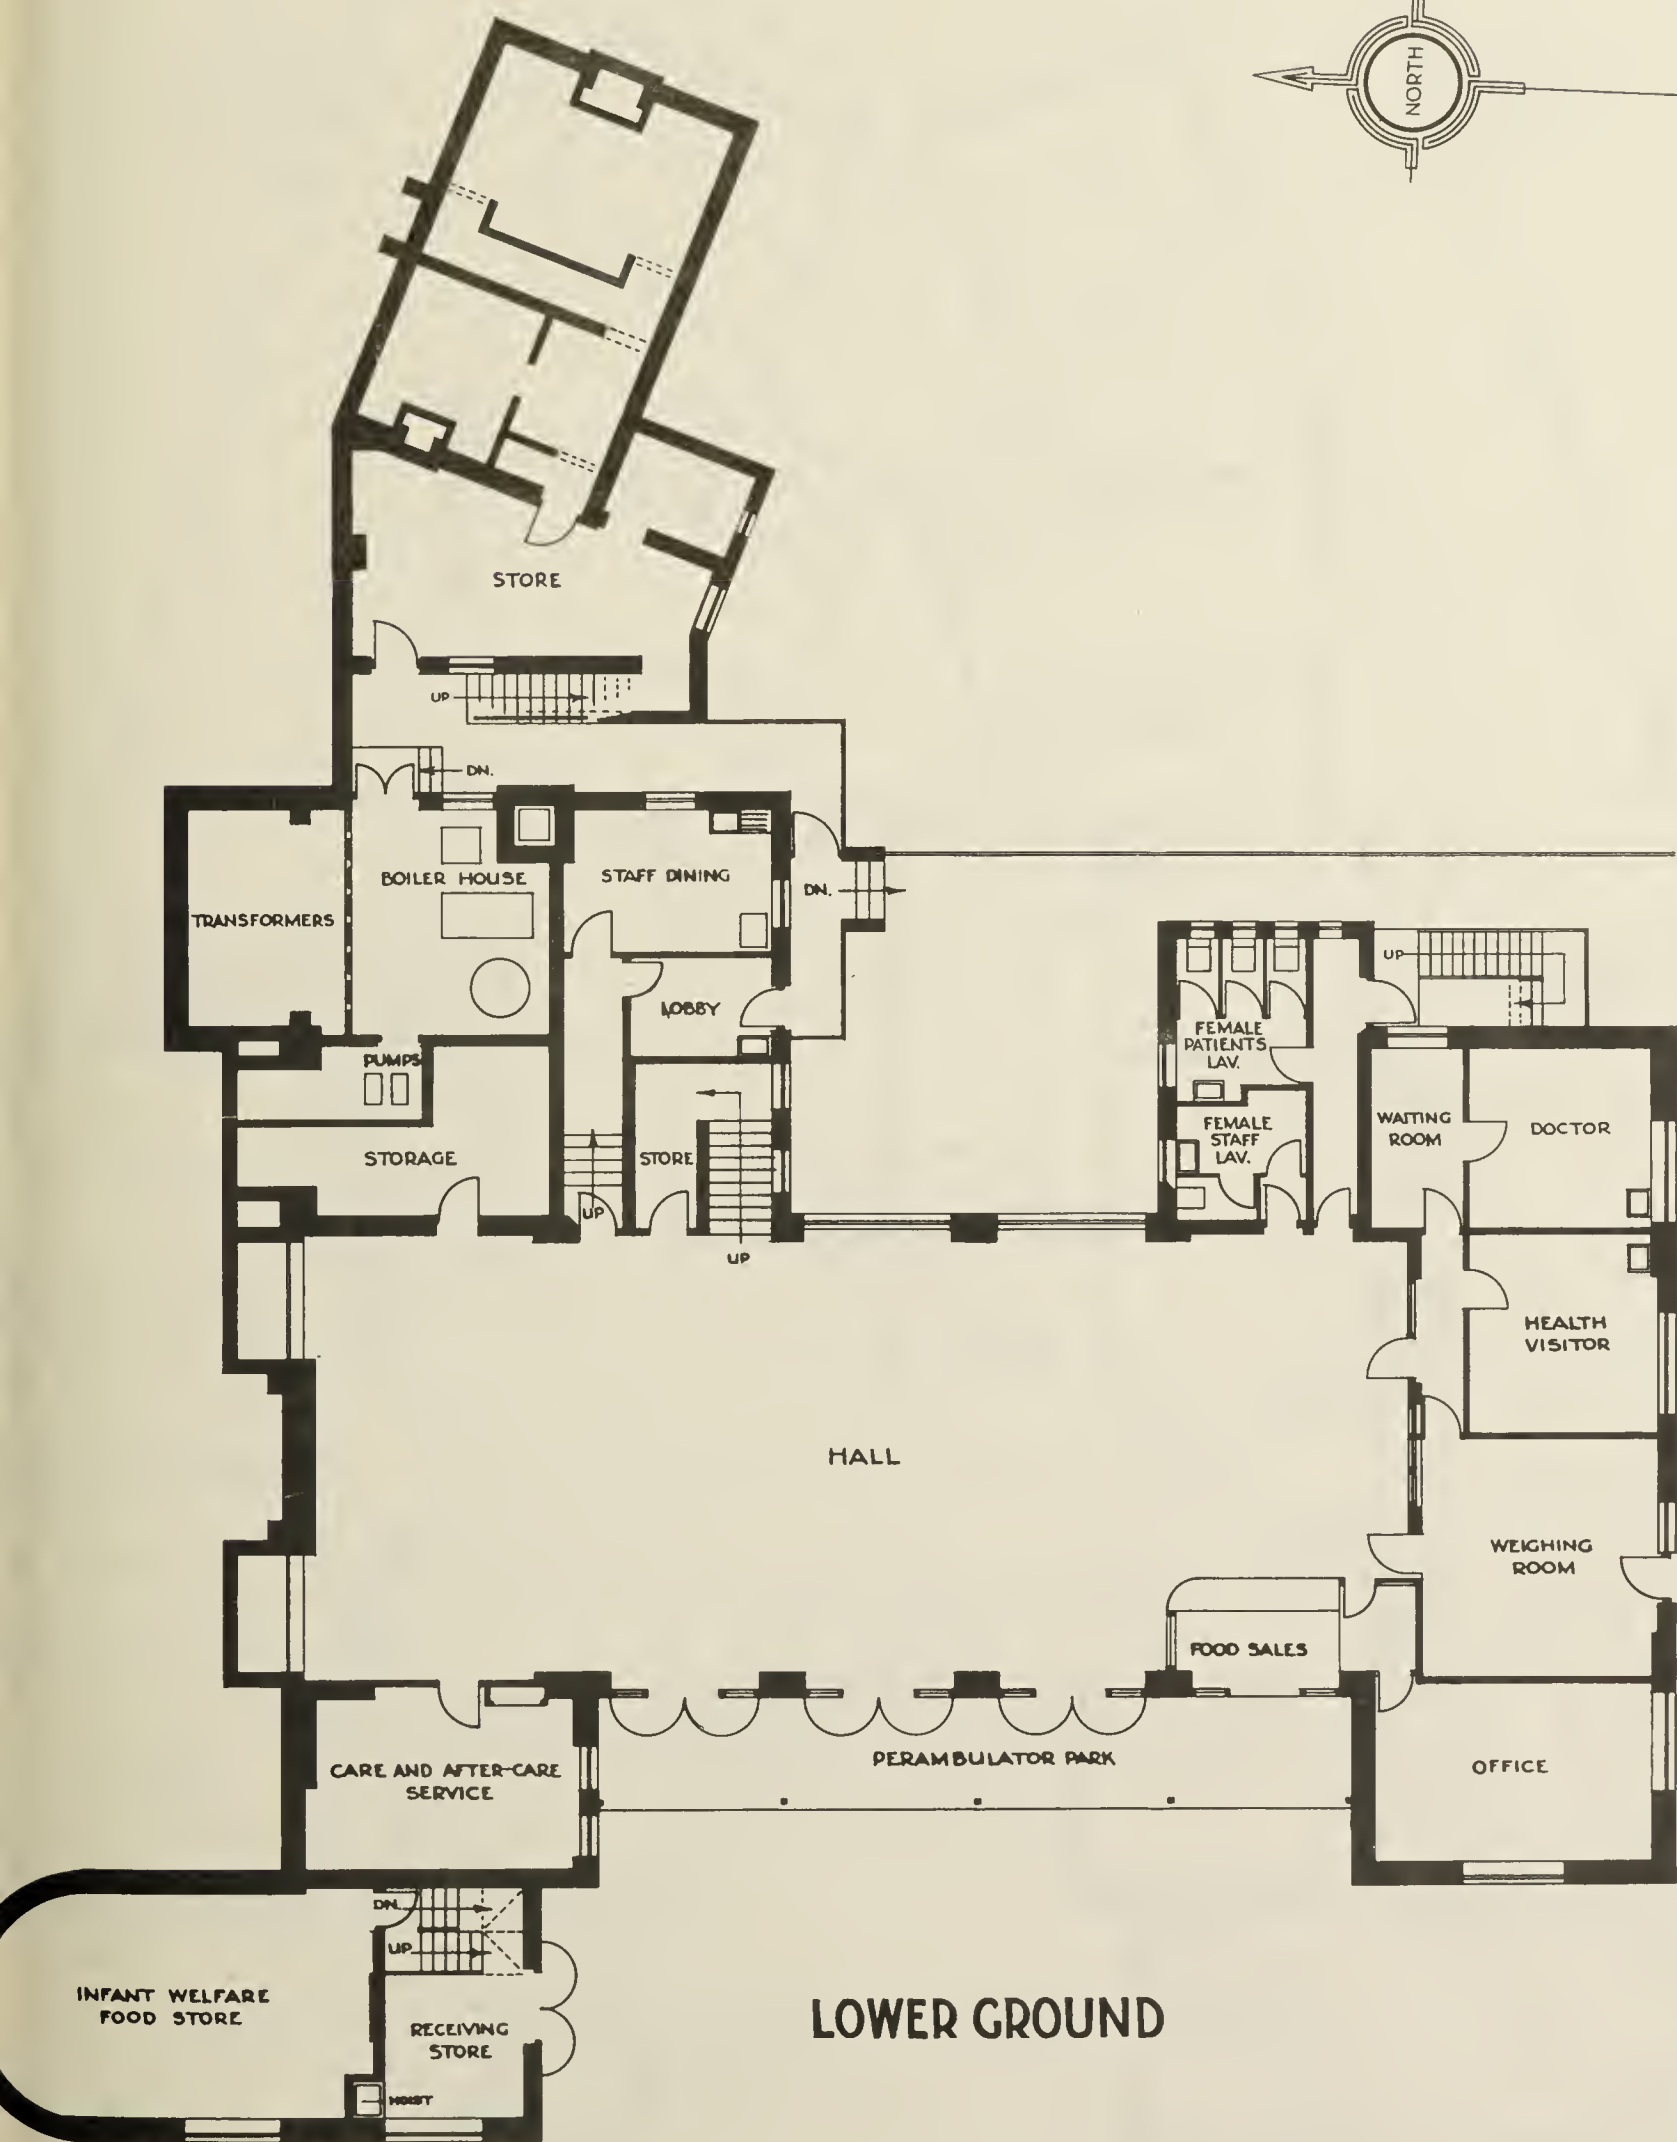 NORTH
STORE
UP
DN.
BOILER HOUSE
STAFF DINING
TRANSFORMERS
DN.
LOBBY
UP
FEMALE
PATIENTS
LAV.
PUMPS
WAITING
ROOM
DOCTOR
FEMALE
STAFF
LAV.
STORAGE
STORE
UP
UP
HEALTH
VISITOR
HALL
WEIGHING
ROOM
FOOD SALES
PERAMBULATOR PARK
OFFICE
CARE AND AFTER-CARE
SERVICE
DN.
UP
INFANT WELFARE
FOOD STORE
RECEIVING
STORE
HOIST
LOWER GROUND